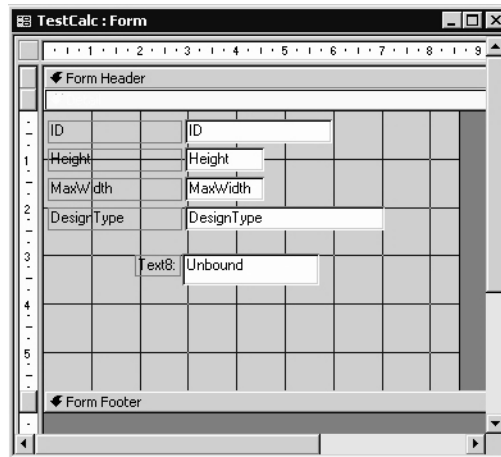 TestCalc : Form
1 2 3 4 5 6 7 8 9
Form Header
ID ID
1 Height Height
MaxWidth MaxWidth
2 DesignType DesignType
3 Text8: Unbound
4
5
Form Footer